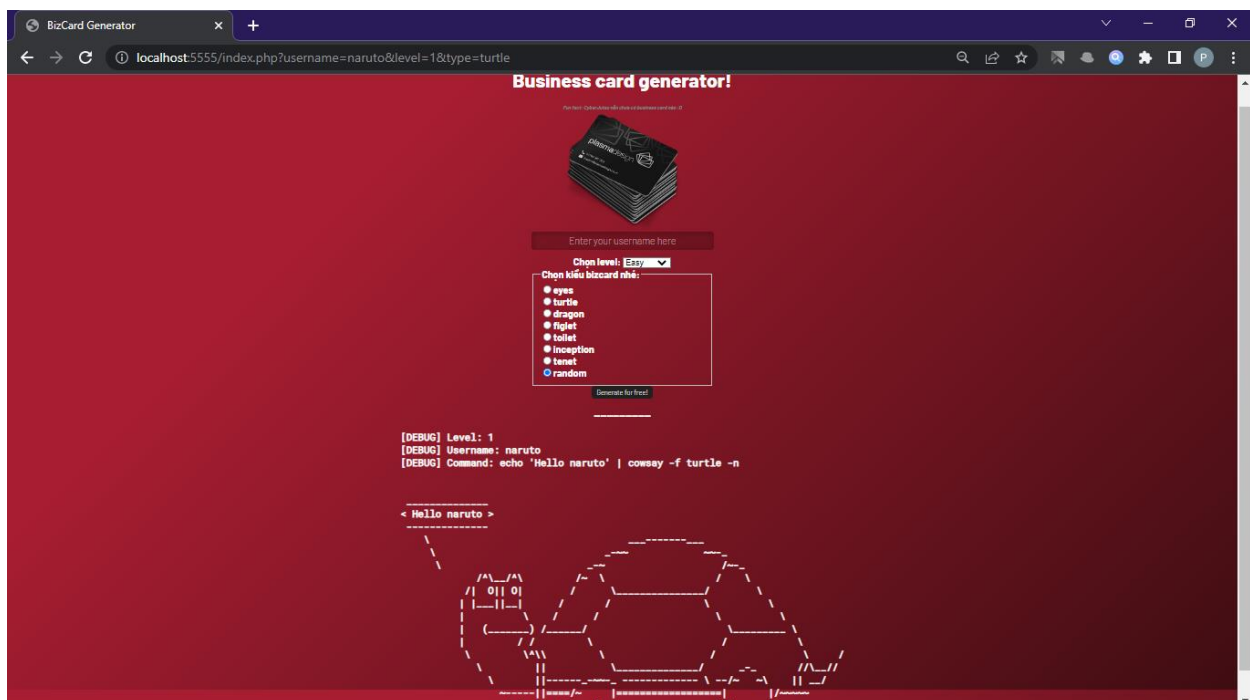 BizCard Generator
localhost:5555/index.php?username=naruto&level=1&type=turtle
P
Business card generator!
plasmadesign
Enter your username here
Chọn level: Easy
Chọn kiểu bizcard nhé:
eyes
turtle
dragon
figlet
toilet
inception
tenet
random
Generate for free!
[DEBUG] Level: 1
[DEBUG] Username: naruto
[DEBUG] Command: echo 'Hello naruto' | cowsay -f turtle -n
< Hello naruto >